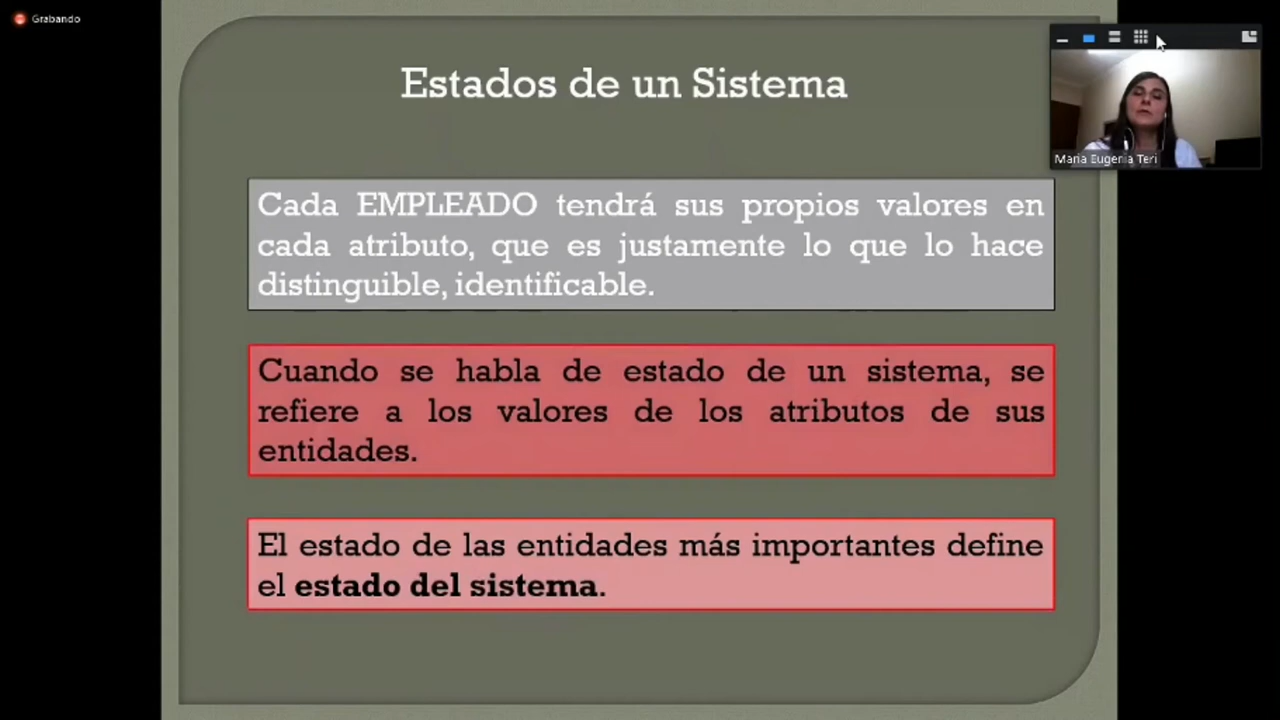 Grabando
Estados de un Sistema
Maria Eugenia Teri
Cada EMPLEADO tendrá sus propios valores en
cada atributo, que es justamente lo que lo hace
distinguible, identificable.
Cuando se habla de estado de un sistema, se
refiere a los valores de los atributos de sus
entidades.
El estado de las entidades más importantes define
el estado del sistema.